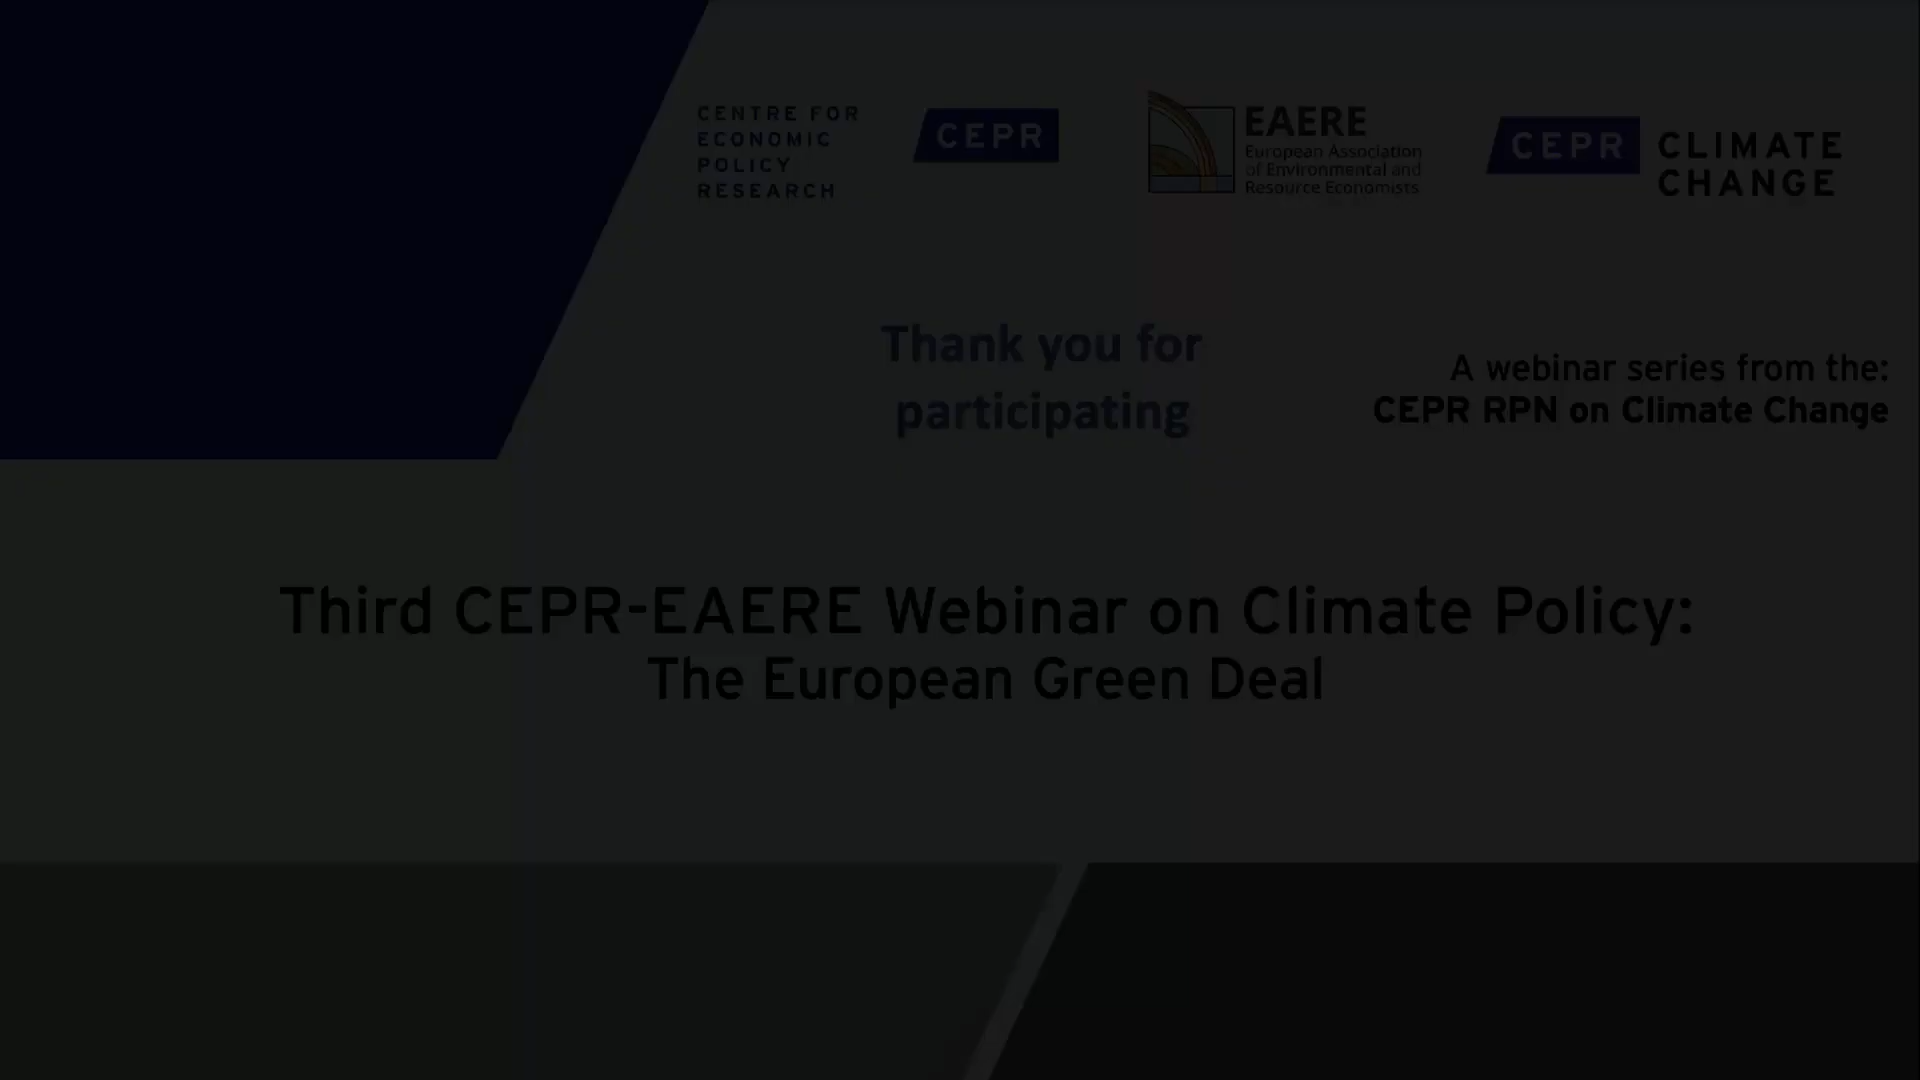 CENTRE FOR
ECONOMIC
POLICY
RESEARCH
CEPR
EAERE
European Association
of Environmental and
Resource Economists
CEPR
CLIMATE
CHANGE
Thank you for
participating
A webinar series from the:
CEPR RPN on Climate Change
Third CEPR-EAERE Webinar on Climate Policy:
The European Green Deal